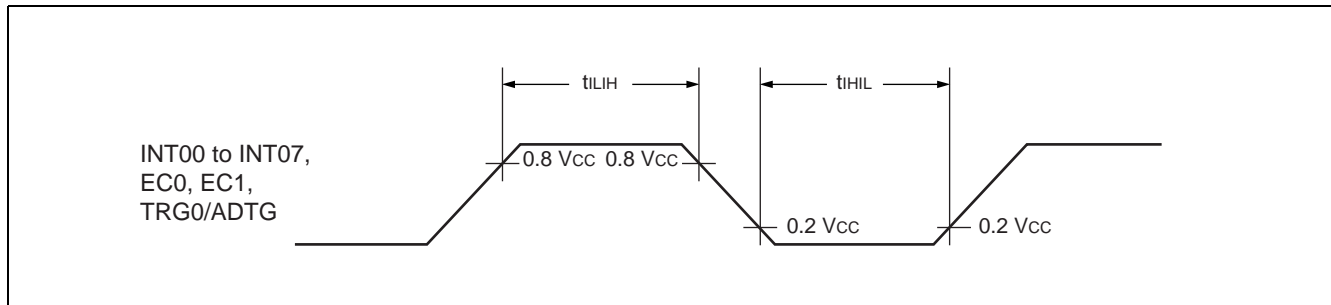 tILIH
tIHIL
INT00 to INT07,
EC0, EC1,
TRG0/ADTG
0.8 VCC 0.8 VCC
0.2 VCC
0.2 VCC